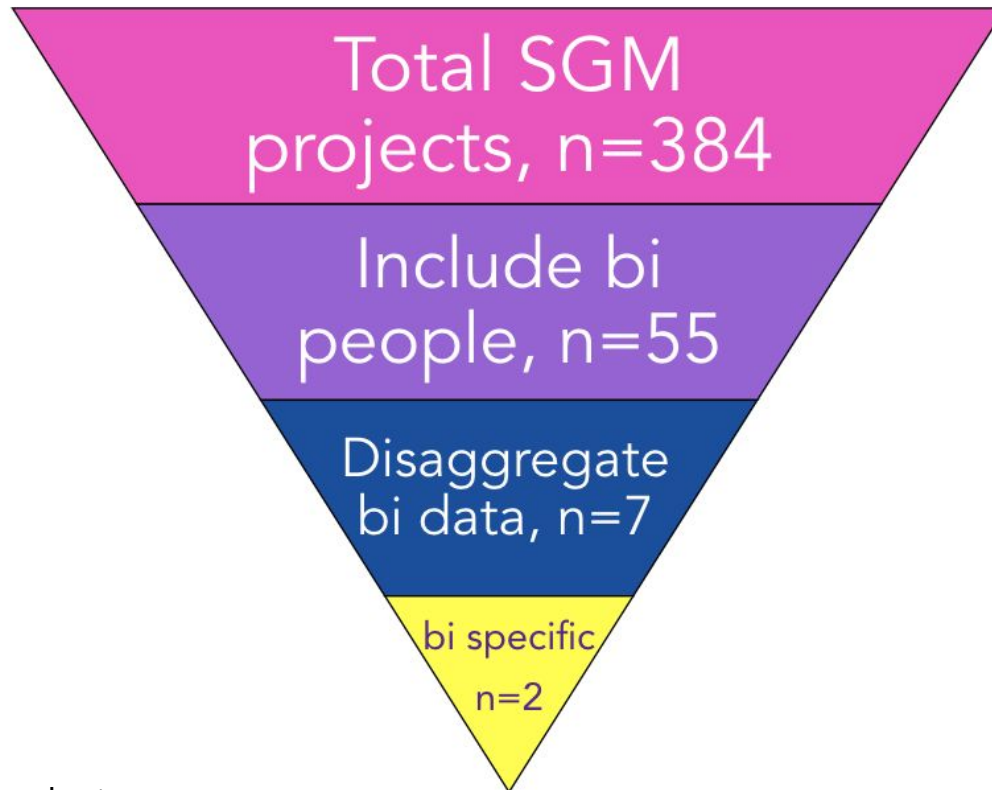 Total SGM
projects, n=384
Include bi
people, n=55
Disaggregate
bi data, n=7
bi specific
n=2